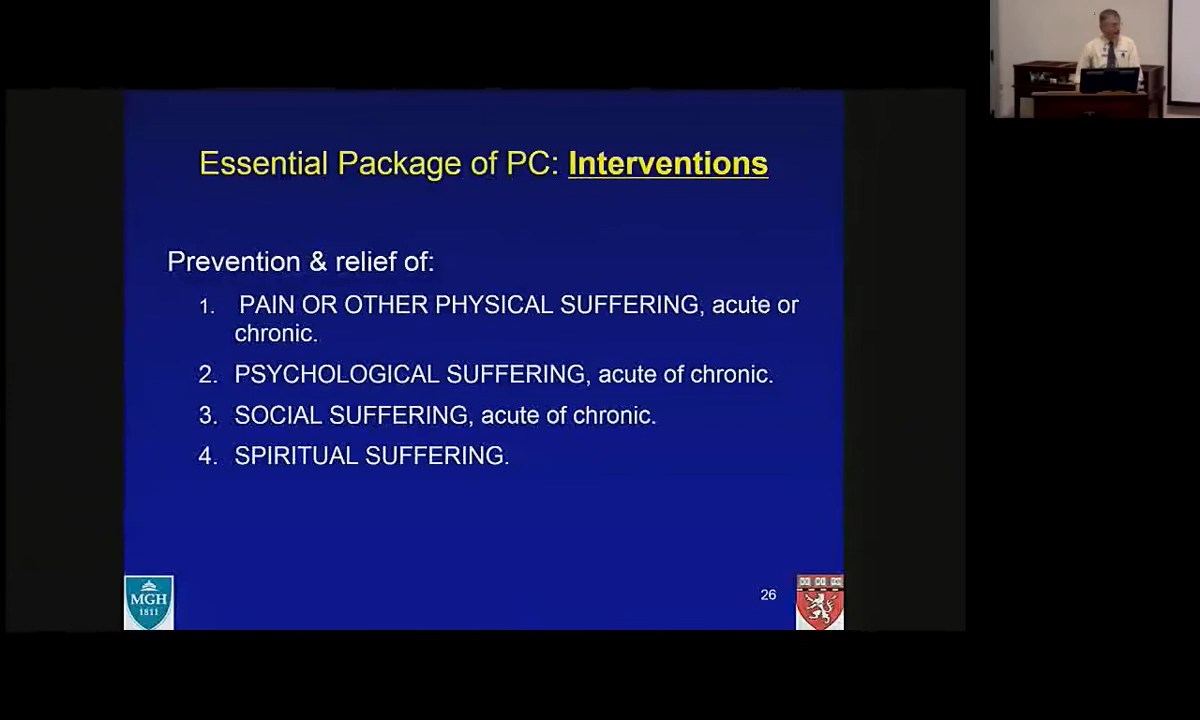 Essential Package of PC: Interventions
Prevention & relief of:
1. PAIN OR OTHER PHYSICAL SUFFERING, acute or
chronic.
2. PSYCHOLOGICAL SUFFERING, acute of chronic.
3. SOCIAL SUFFERING, acute of chronic.
4. SPIRITUAL SUFFERING.
MGH
1811
26